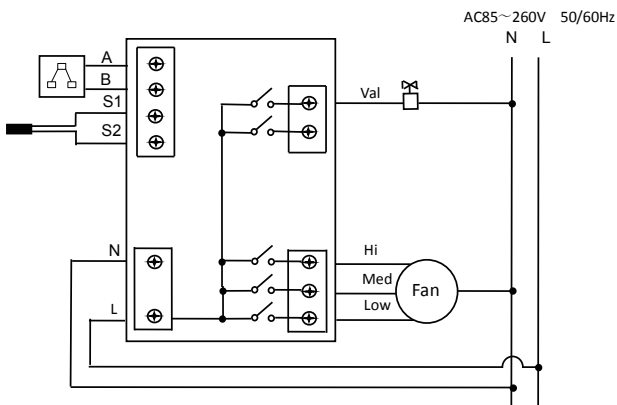 AC85～260V 50/60Hz
N L
A
B
S1
S2
Val
N
L
Hi
Med
Low
Fan